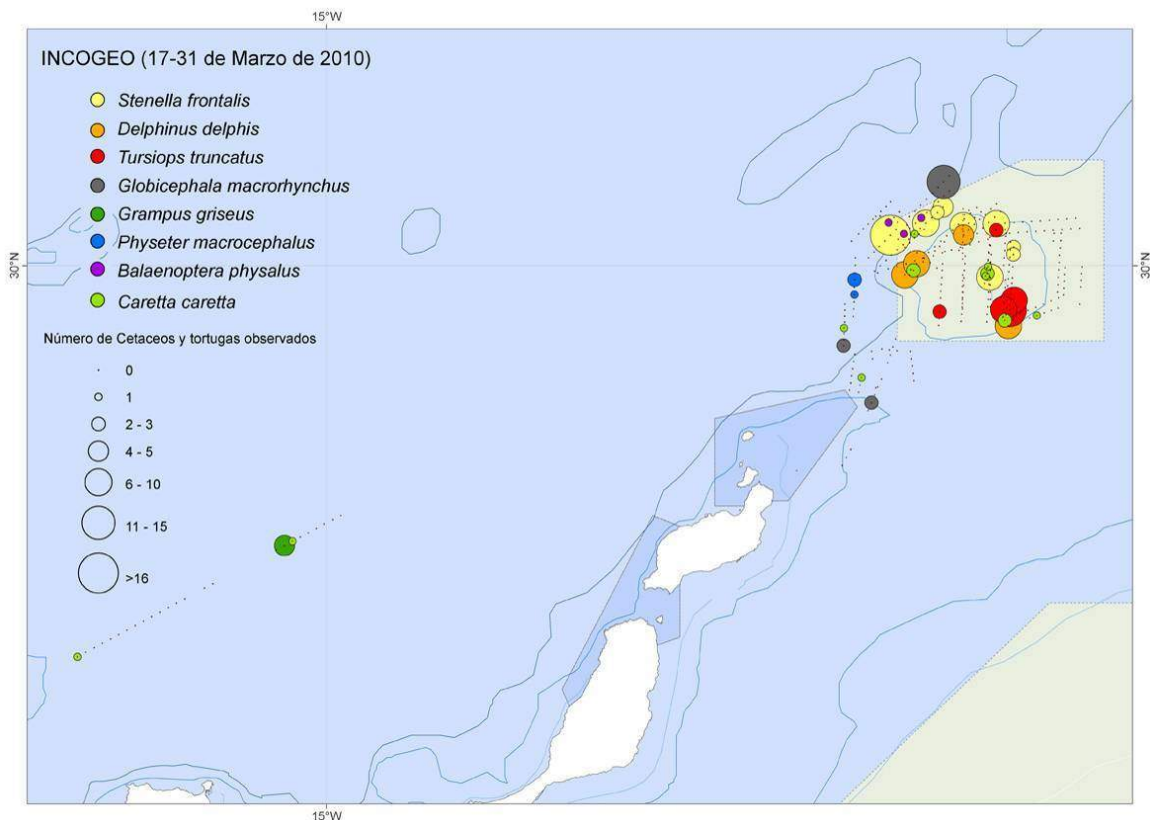 15°W
INCOGEO (17-31 de Marzo de 2010)
Stenella frontalis
Delphinus delphis
Tursiops truncatus
Globicephala macrorhynchus
Grampus griseus
Physeter macrocephalus
Balaenoptera physalus
Caretta caretta
30°N
30°N
Número de Cetaceos y tortugas observados
0
1
2 - 3
4 - 5
6 - 10
11 - 15
>16
15°W